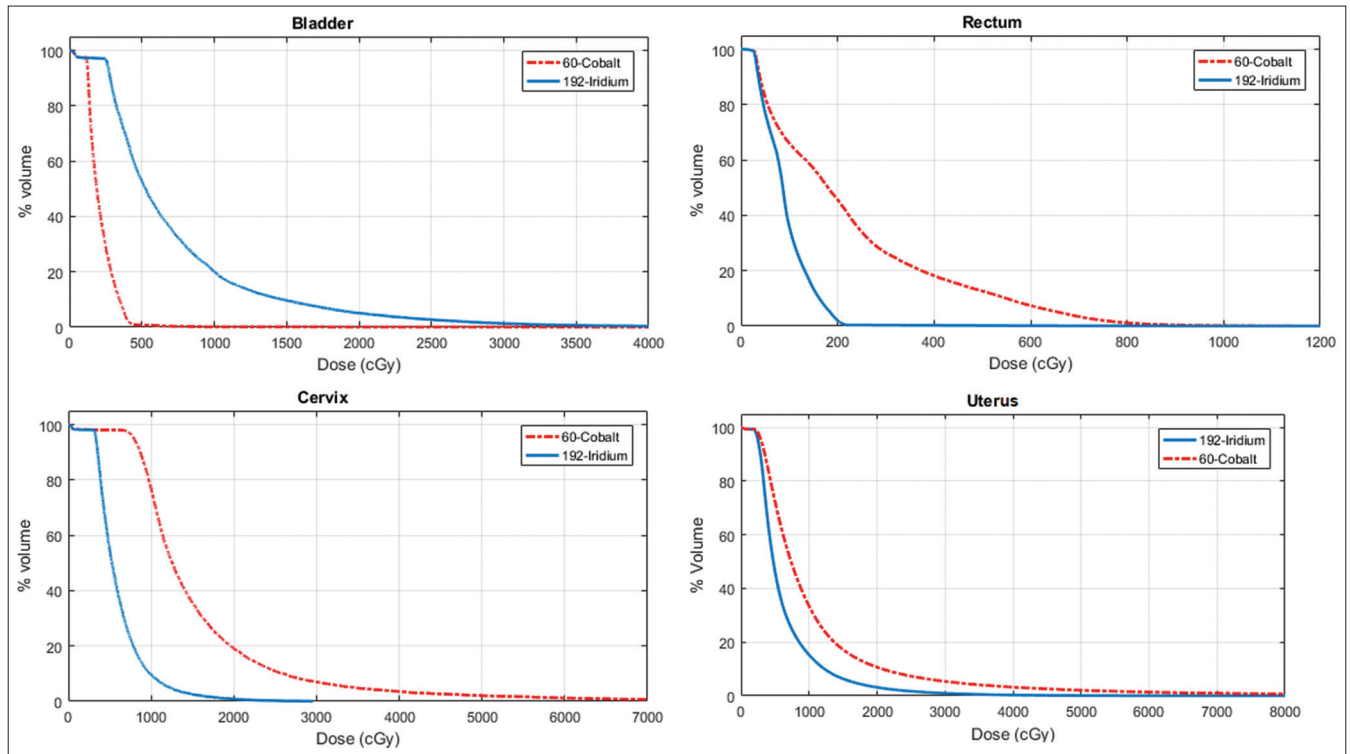 Bladder
100
80
60
40
20
0
% volume
60-Cobalt
192-Iridium
0 500 1000 1500 2000 2500 3000 3500 4000
Dose (cGy)
Rectum
100
80
60
40
20
0
% volume
60-Cobalt
192-Iridium
0 200 400 600 800 1000 1200
Dose (cGy)
Cervix
100
80
60
40
20
0
% volume
60-Cobalt
192-Iridium
0 1000 2000 3000 4000 5000 6000 7000
Dose (cGy)
Uterus
100
80
60
40
20
0
% Volume
192-Iridium
60-Cobalt
0 1000 2000 3000 4000 5000 6000 7000 8000
Dose (cGy)